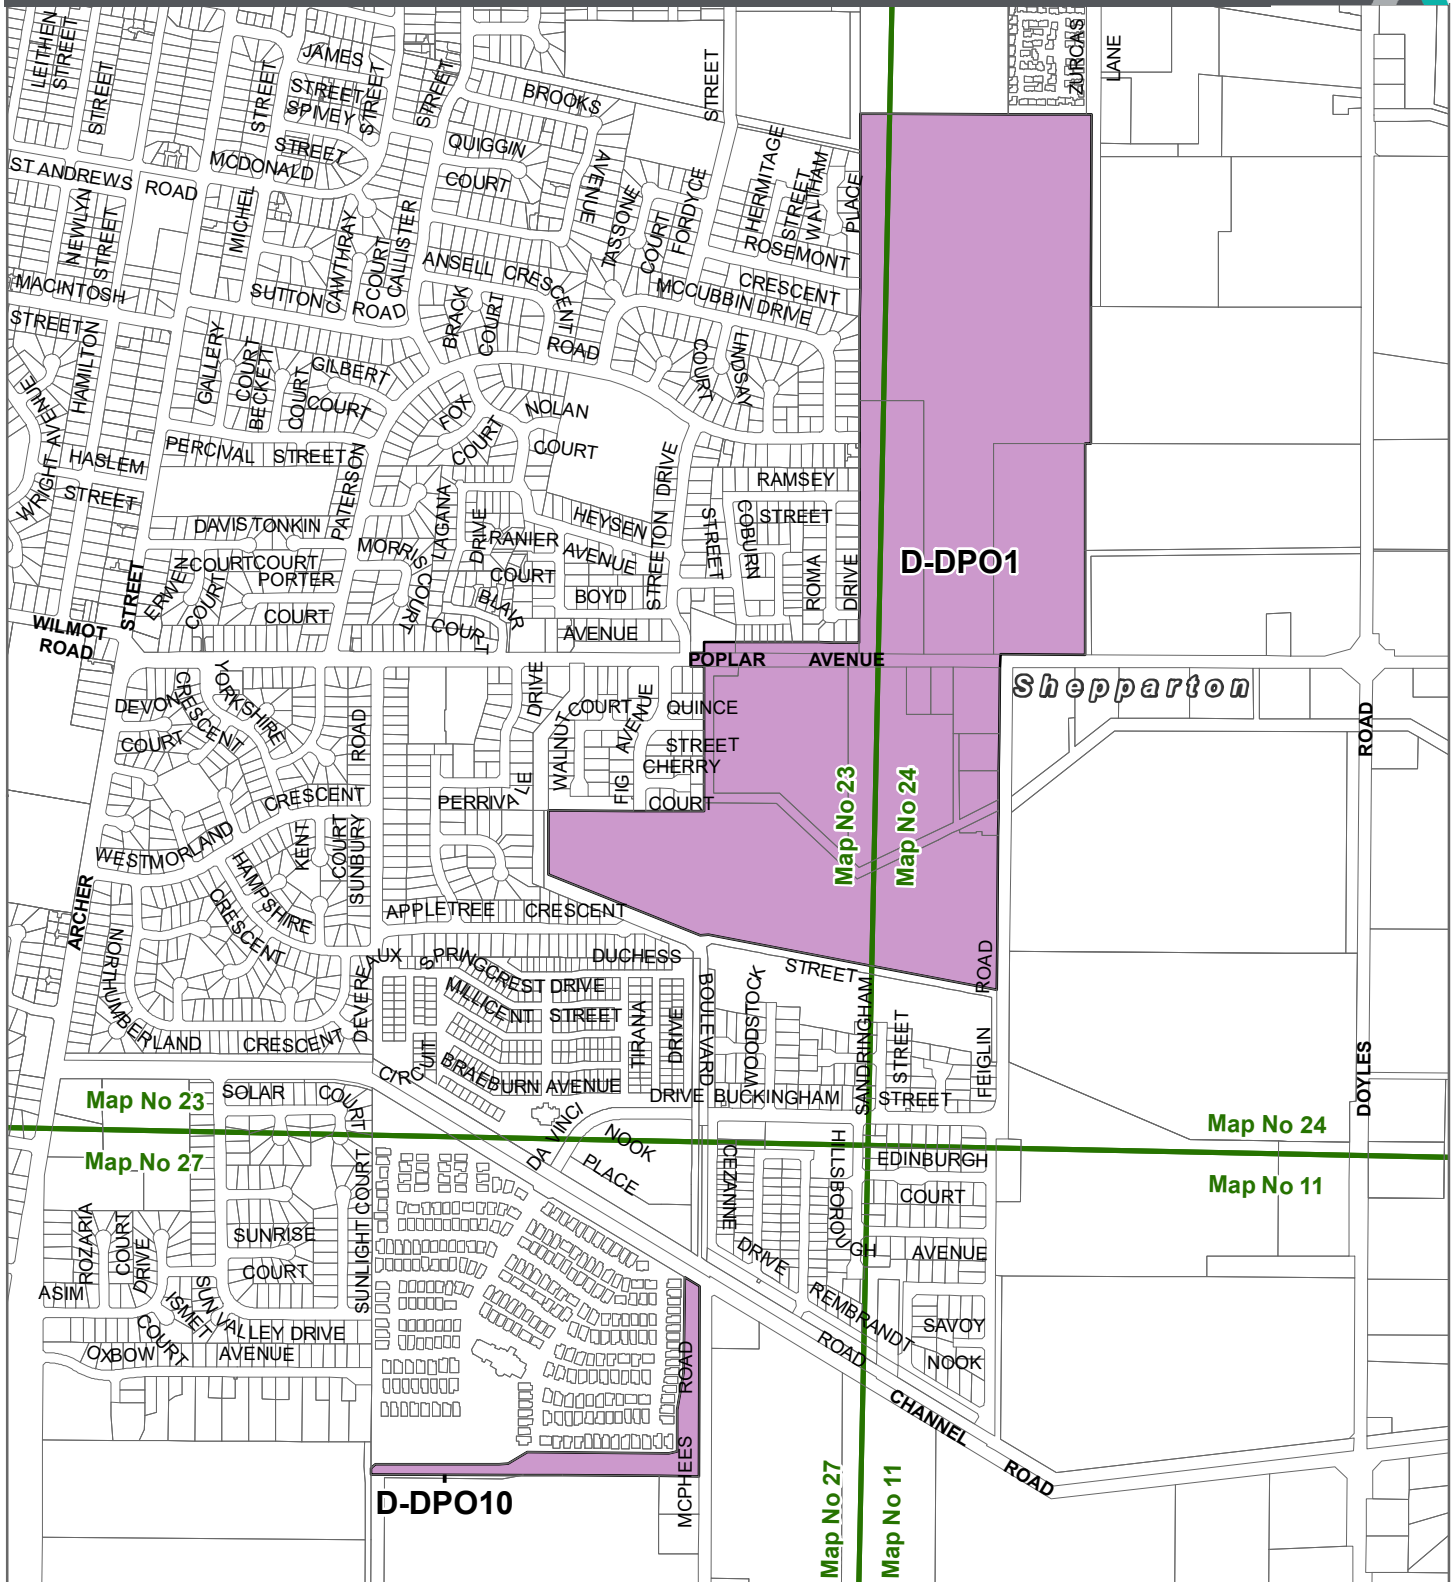 LEITHEN
STREET
STREET
STREET
JAMES
STREET
SPIVEY
STREET
STREET
STREET
MCDONALD
BROOKS
STREET
ZURCAS
LANE
QUIGGIN
COURT
AVENUE
TASSONE
COURT
FORDYCE
HERMITAGE
STREET
WALTHAM
PLACE
ROSEMONT
CRESCENT
ST ANDREWS
ROAD
NEWLYN
STREET
MICHEL
CAWTHRAY
COURT
CALLISTER
ANSELL
CRESCENT
MCCUBBIN DRIVE
MACINTOSH
STREET
SUTTON
ROAD
BRACK
COURT
ROAD
COURT
LINDSAY
HAMILTON
GALLERY
COURT
BECKETT
COURT
GILBERT
COURT
WRIGHT AVENUE
FOX
COURT
NOLAN
COURT
PERCIVAL
STREET
HASLEM
STREET
PATERSON
RAMSEY
STREET
COBURN
STREET
DAVIS
TONKIN
COURT
COURT
PORTER
COURT
ERWEN
COURT
MORRIS
COURT
LAGANA
DRIVE
GRANIER
COURT
BLAIR
COURT
HEYSEN
AVENUE
BOYD
AVENUE
STREETON
DRIVE
ROMA
DRIVE
D-DPO1
STREET
WILMOT
ROAD
POPLAR
AVENUE
Shepparton
DEVON
COURT
CRESCENT
YORKSHIRE
ROAD
DRIVE
WALNUT
COURT
FIG
AVENUE
QUINCE
STREET
CHERRY
COURT
ROAD
CRESCENT
PERRIVALE
Map No 23
Map No 24
WESTMORLAND
KENT
COURT
SUNBURY
HAMPSHIRE
CRESCENT
ARCHER
NORTHUMBERLAND
CRESCENT
APPLETREE
CRESCENT
DEVEREAUX
SPRINGCREST DRIVE
DUCHESS
STREET
MILLICENT
STREET
TIRANA
DRIVE
BOULEVARD
WOODSTOCK
SANDRINGHAM
STREET
ROAD
FEIGLIN
CIRCUIT
BRAEBURN AVENUE
DRIVE
BUCKINGHAM
STREET
DOYLES
Map No 23
SOLAR
COURT
Map No 24
Map No 27
DA VINCI
NOOK
PLACE
CEZANNE
DRIVE
HILLSBOROUGH
AVENUE
EDINBURGH
COURT
Map No 11
ROZARIA
COURT
DRIVE
ASIM
ISMET
COURT
SUNRISE
COURT
SUNLIGHT COURT
SUN VALLEY DRIVE
OXBOW
AVENUE
REMBRANDT
SAVOY
NOOK
ROAD
CHANNEL
ROAD
MCPHEES
ROAD
D-DPO10
Map No 27
Map No 11